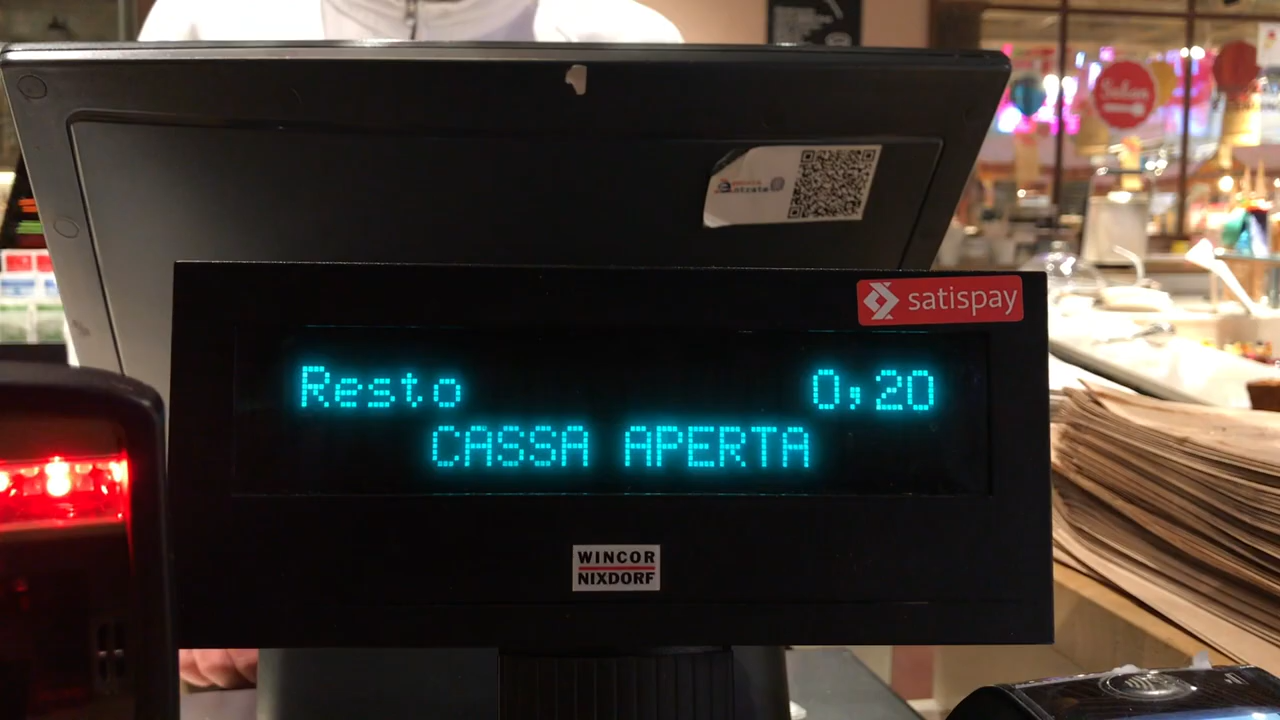 satispay
Resto 0,20
CASSA APERTA
WINCOR
NIXDORF